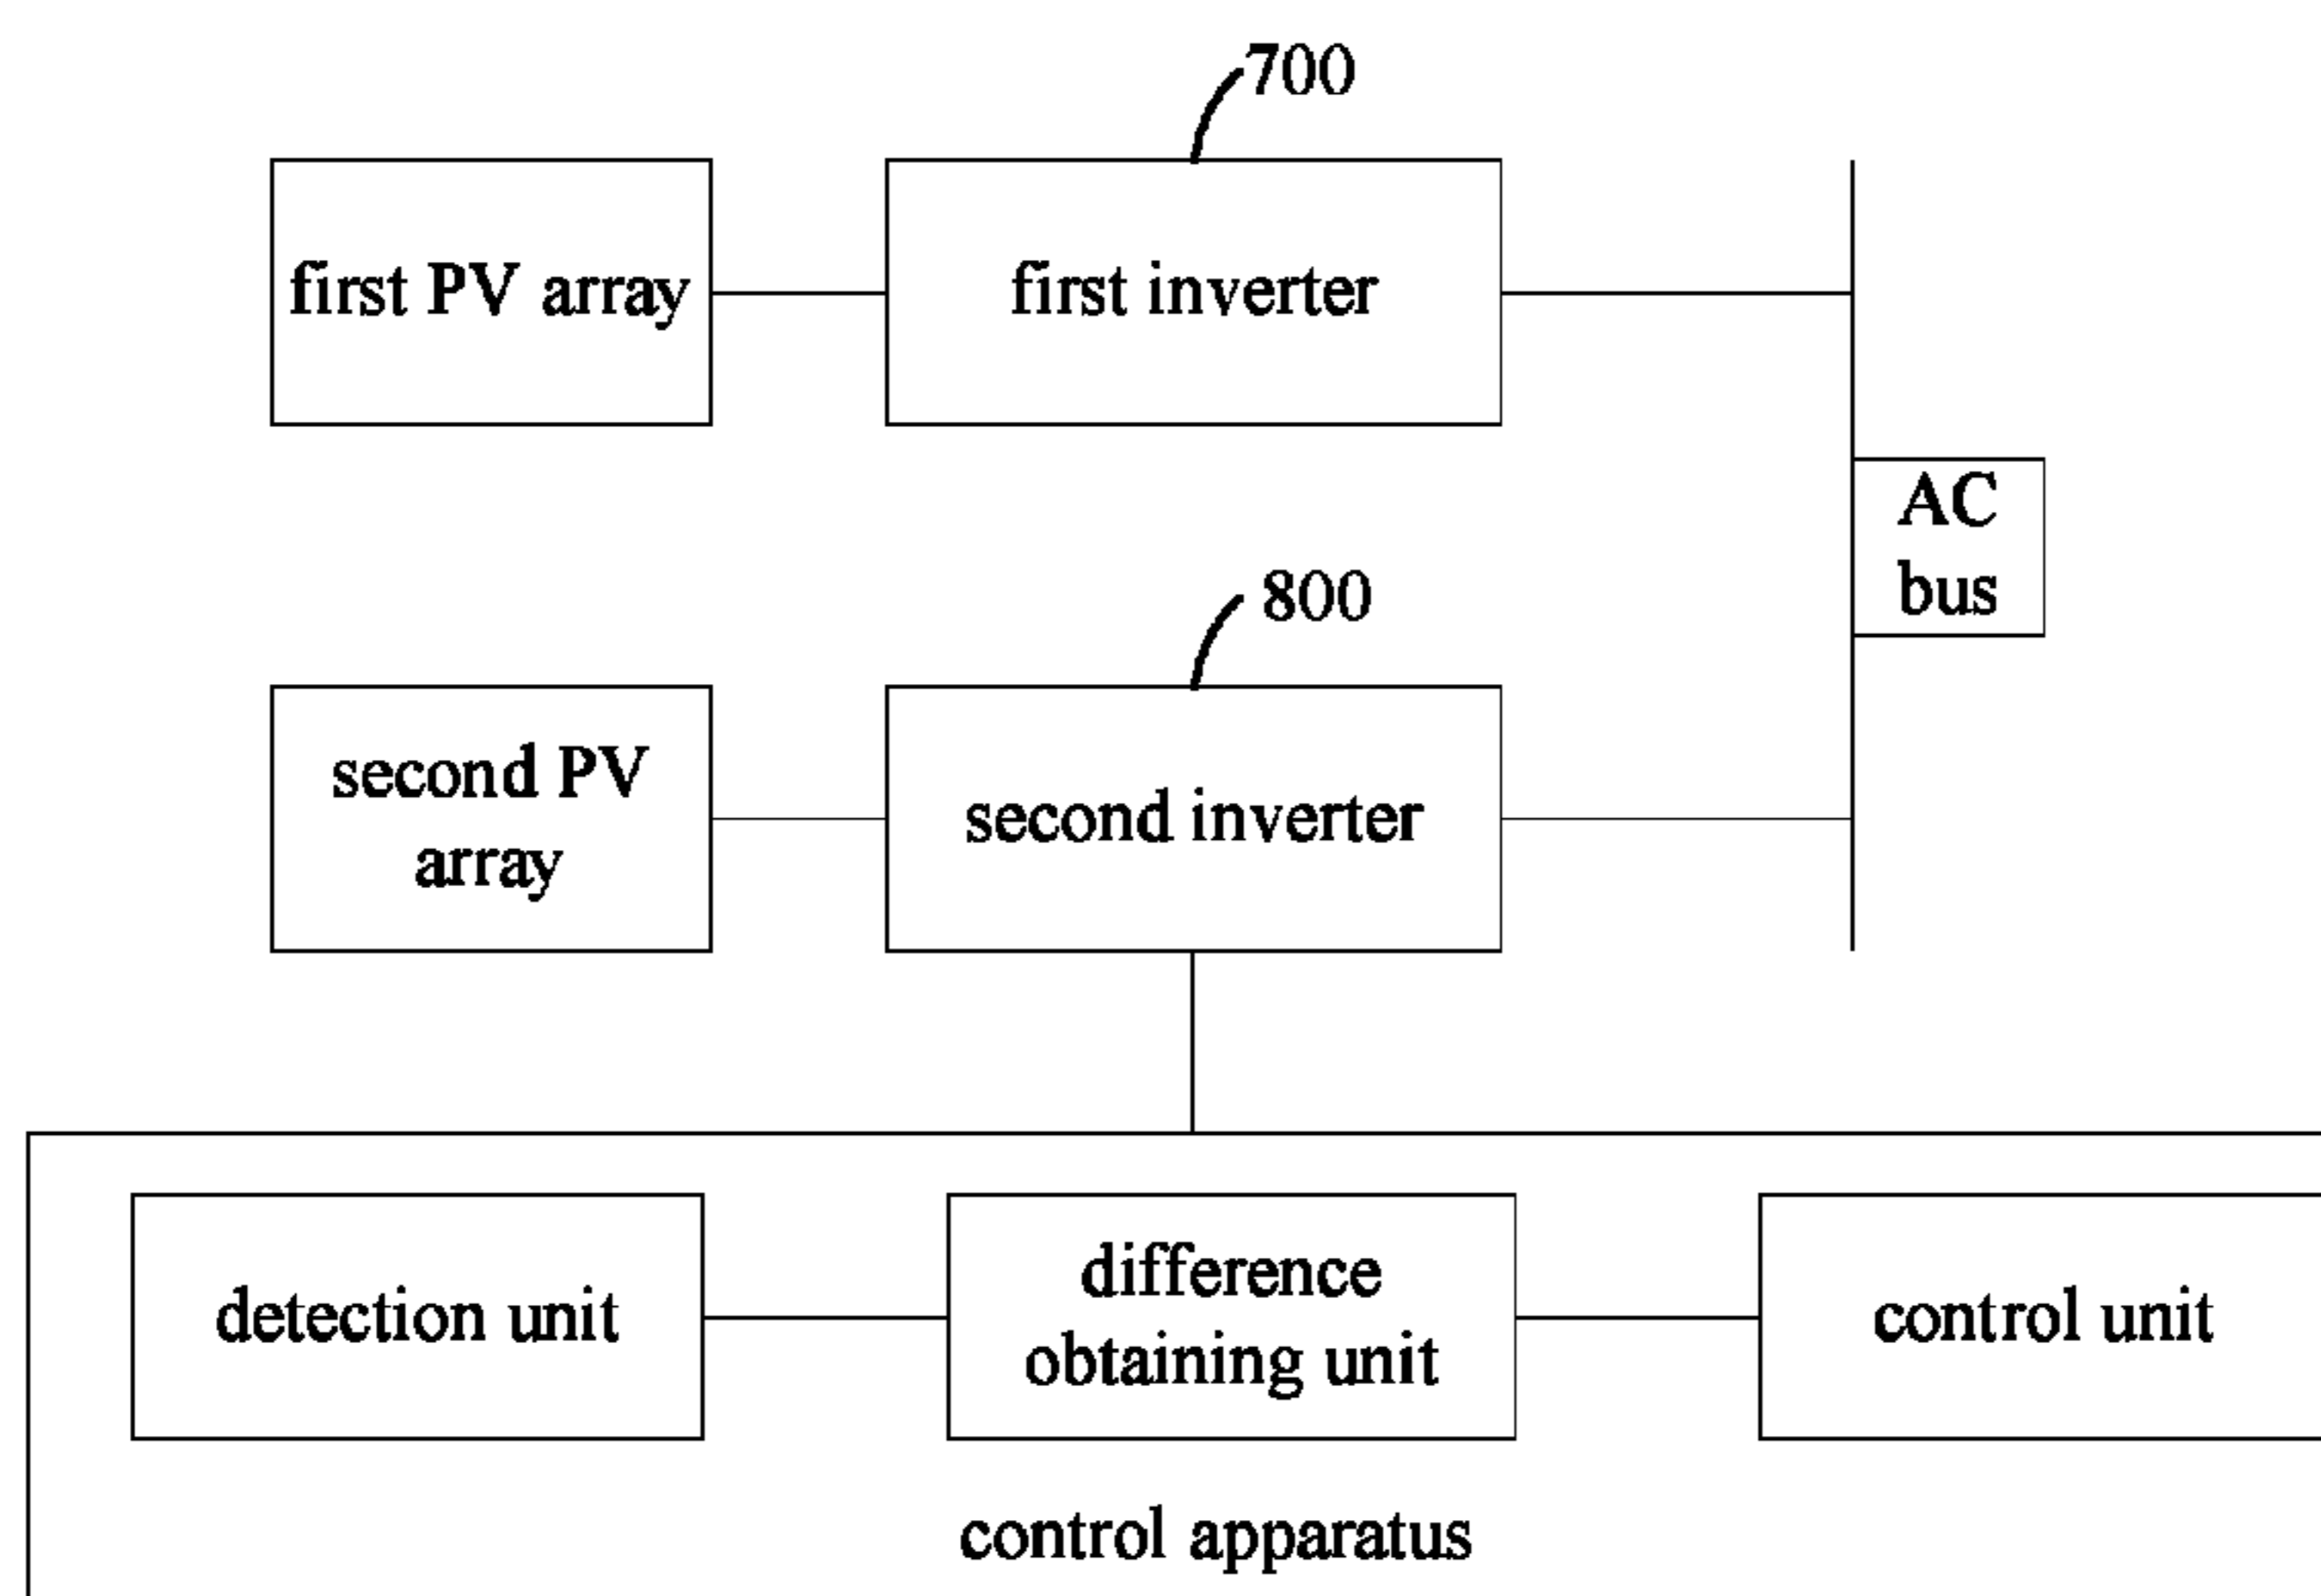 700
first PV array
first inverter
AC
bus
800
second PV
array
second inverter
detection unit
difference
obtaining unit
control unit
control apparatus